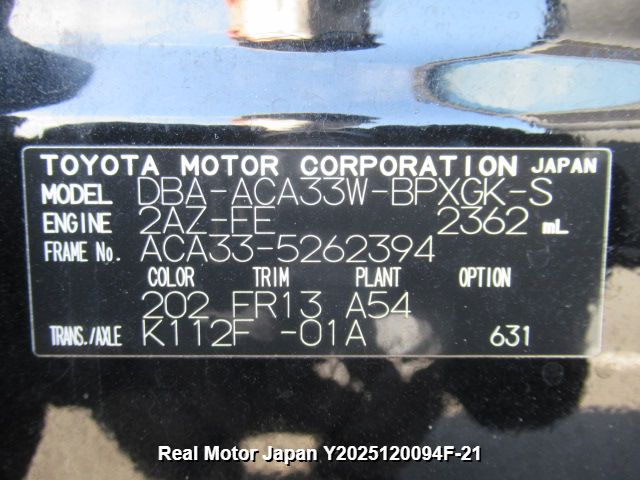 TOYOTA MOTOR CORPORATION JAPAN
MODEL DBA-ACA33W-BPXGK-S
ENGINE 2AZ-FE 2362 mL
FRAME No. ACA33-5262394
COLOR TRIM PLANT OPTION
202 FR13 A54
TRANS./AXLE K112F -01A 631
Real Motor Japan Y2025120094F-21